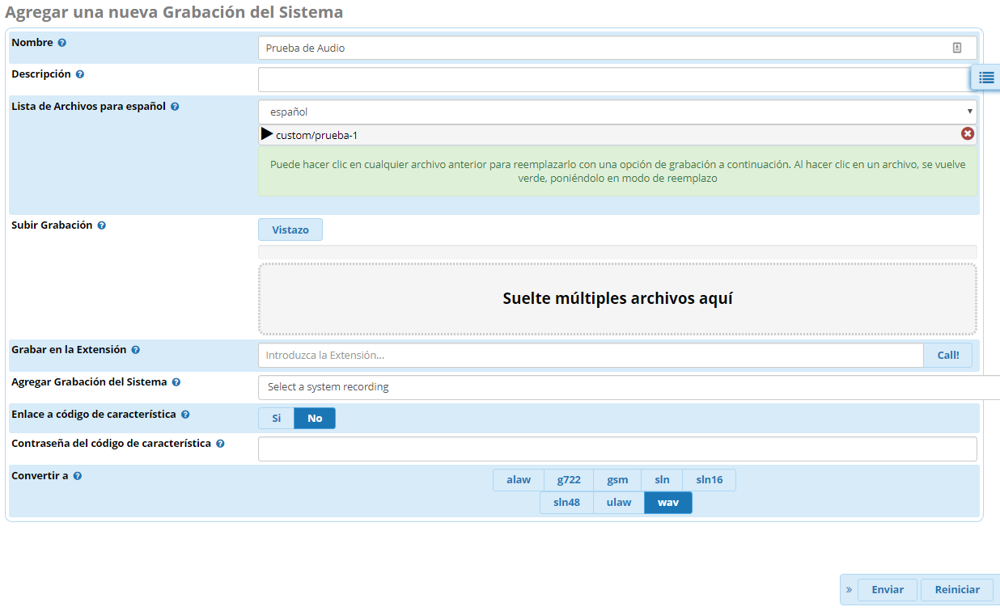 Agregar una nueva Grabación del Sistema
Nombre
Prueba de Audio
Descripción
Lista de Archivos para español
español
custom/prueba-1
Puede hacer clic en cualquier archivo anterior para reemplazarlo con una opción de grabación a continuación. Al hacer clic en un archivo, se vuelve
verde, poniéndolo en modo de reemplazo
Subir Grabación
Vistazo
Suelte múltiples archivos aquí
Grabar en la Extensión
Introduzca la Extensión...
Call!
Agregar Grabación del Sistema
Select a system recording
Enlace a código de característica
Si No
Contraseña del código de característica
Convertir a
alaw g722 gsm sln sln16
sln48 ulaw wav
» Enviar Reiniciar